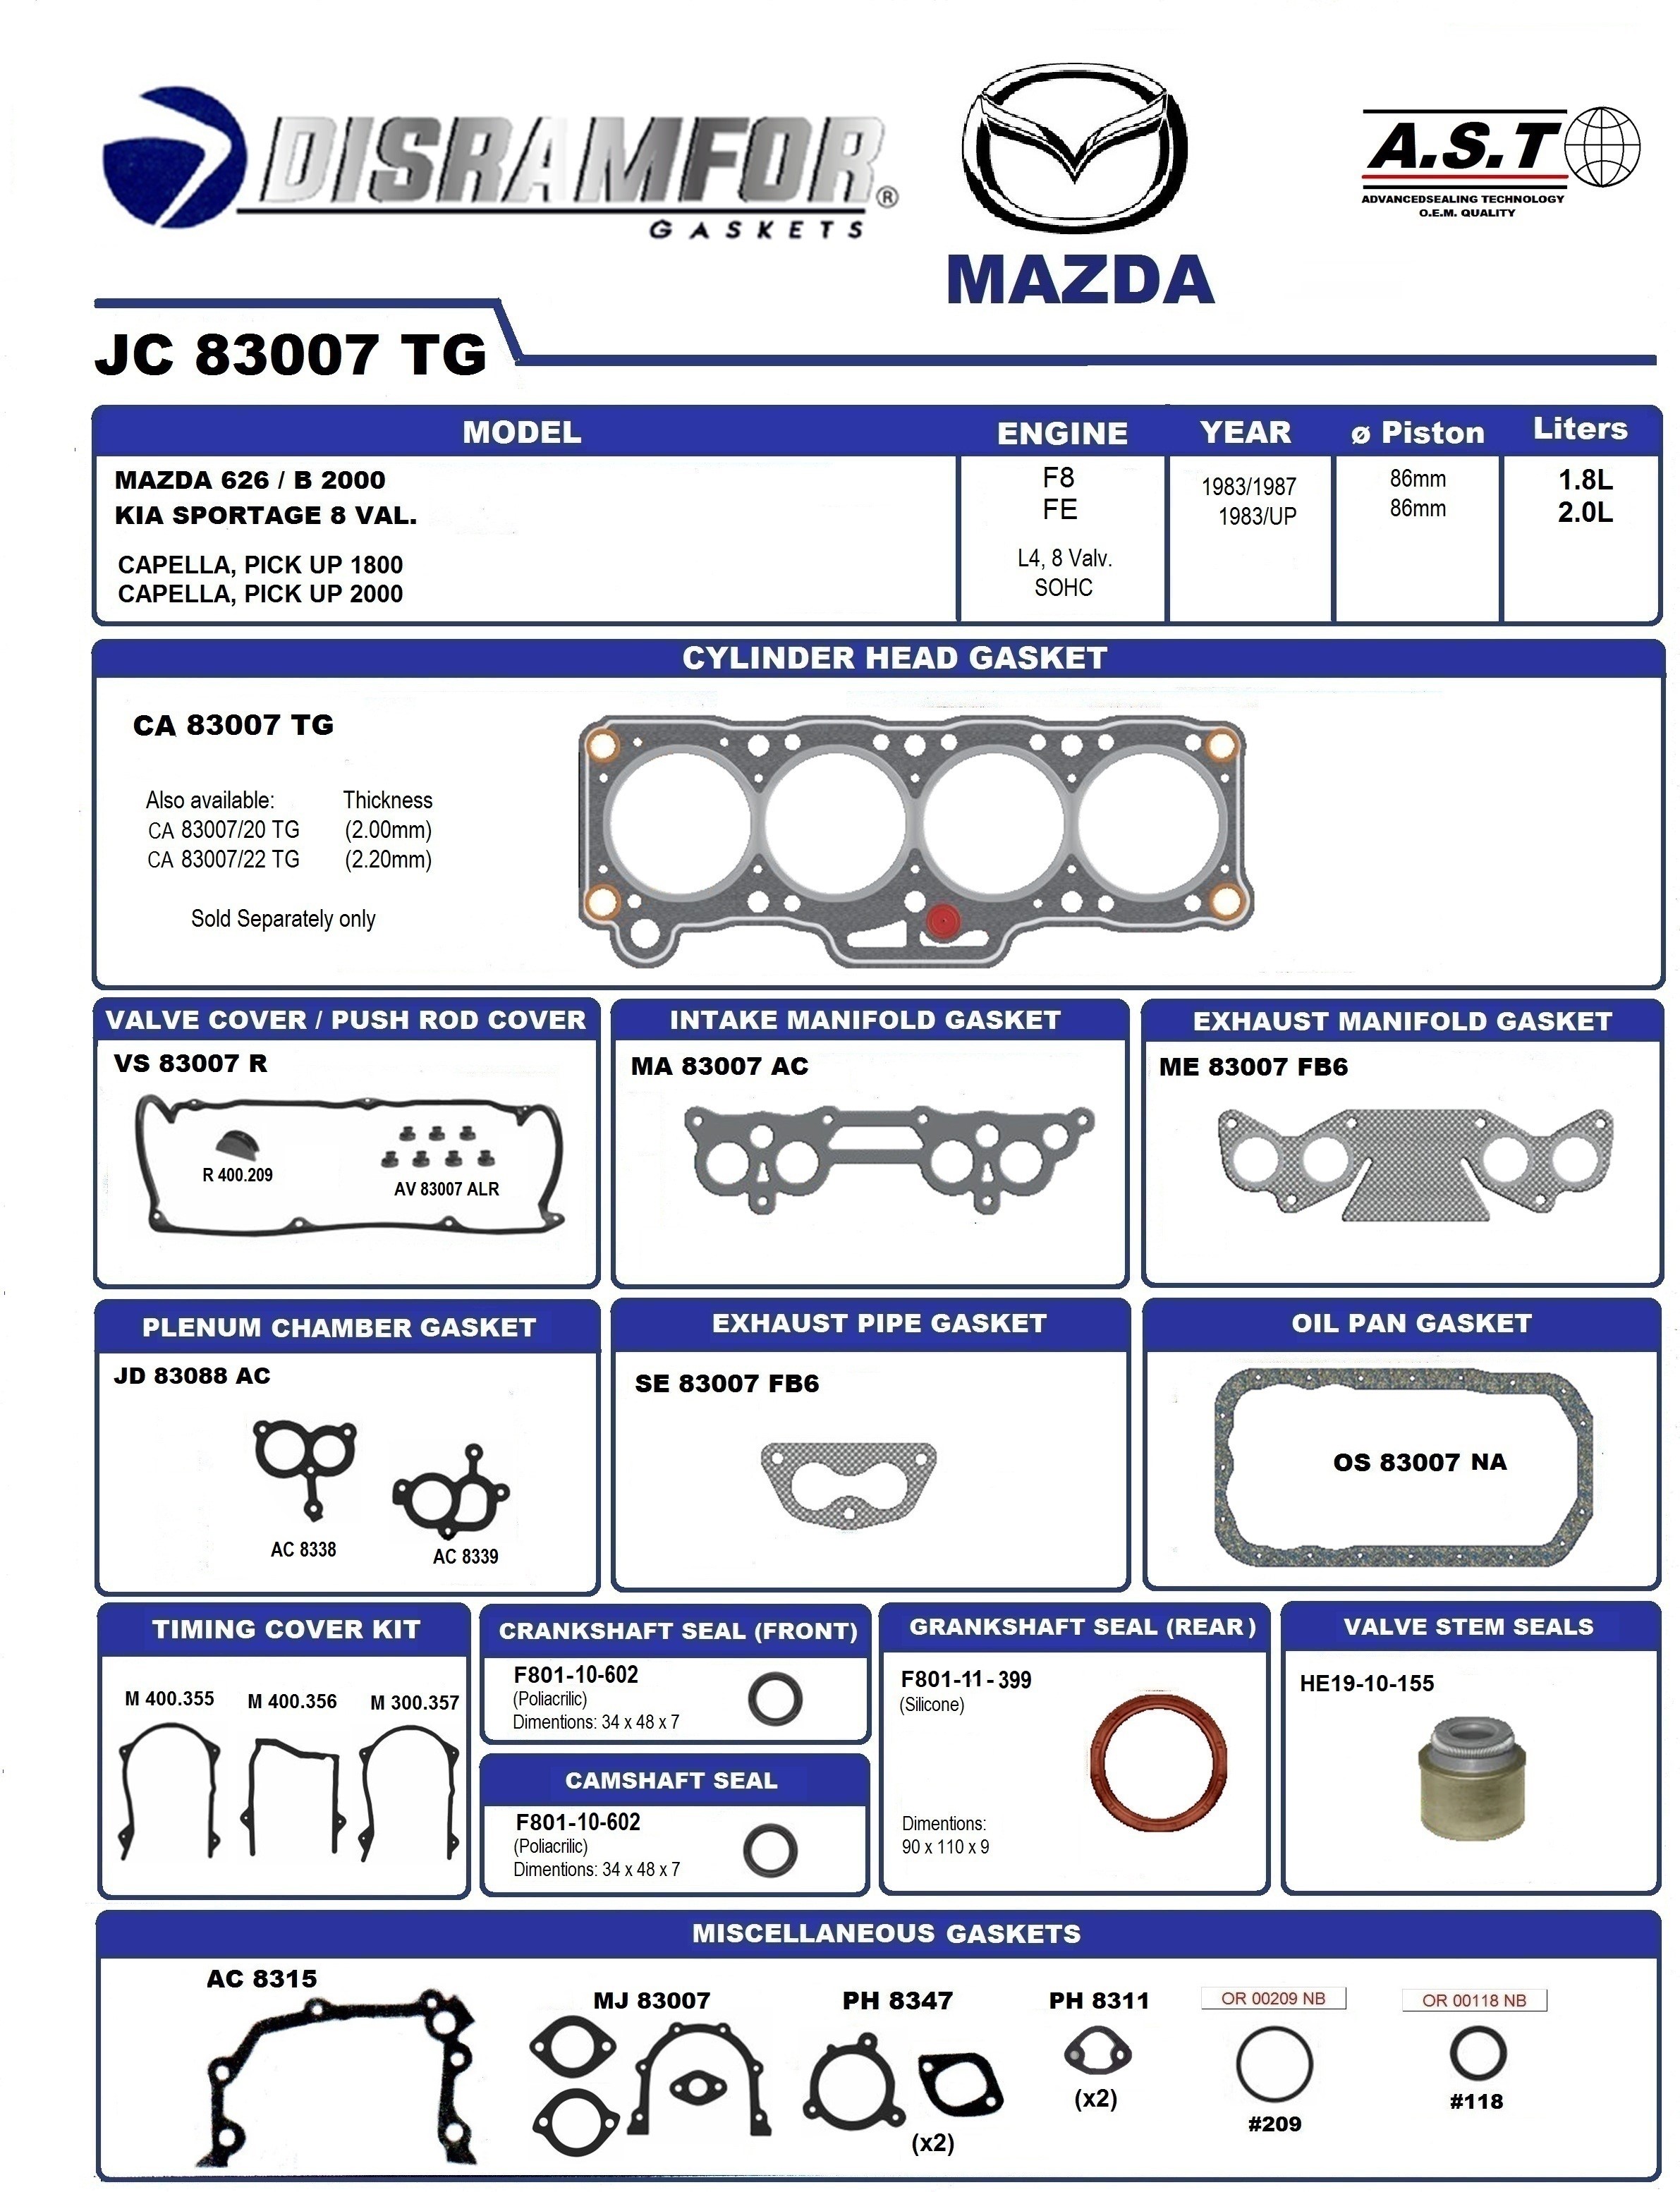 DISRAMFOR®
GASKETS
MAZDA
A.S.T
ADVANCEDSEALING TECHNOLOGY
O.E.M. QUALITY
JC 83007 TG
MODEL
ENGINE
YEAR
ø Piston
Liters
MAZDA 626 / B 2000
KIA SPORTAGE 8 VAL.
CAPELLA, PICK UP 1800
CAPELLA, PICK UP 2000
F8
FE
L4, 8 Valv.
SOHC
1983/1987
1983/UP
86mm
86mm
1.8L
2.0L
CYLINDER HEAD GASKET
CA 83007 TG
Also available: Thickness
CA 83007/20 TG (2.00mm)
CA 83007/22 TG (2.20mm)
Sold Separately only
VALVE COVER / PUSH ROD COVER
VS 83007 R
R 400.209
AV 83007 ALR
INTAKE MANIFOLD GASKET
MA 83007 AC
EXHAUST MANIFOLD GASKET
ME 83007 FB6
PLENUM CHAMBER GASKET
JD 83088 AC
AC 8338
AC 8339
EXHAUST PIPE GASKET
SE 83007 FB6
OIL PAN GASKET
OS 83007 NA
TIMING COVER KIT
M 400.355
M 400.356
M 300.357
CRANKSHAFT SEAL (FRONT)
F801-10-602
(Poliacrilic)
Dimentions: 34 x 48 x 7
CAMSHAFT SEAL
F801-10-602
(Poliacrilic)
Dimentions: 34 x 48 x 7
GRANKSHAFT SEAL (REAR )
F801-11 - 399
(Silicone)
Dimentions:
90 x 110 x 9
VALVE STEM SEALS
HE19-10-155
MISCELLANEOUS GASKETS
AC 8315
MJ 83007
PH 8347
(x2)
PH 8311
(x2)
OR 00209 NB
#209
OR 00118 NB
#118